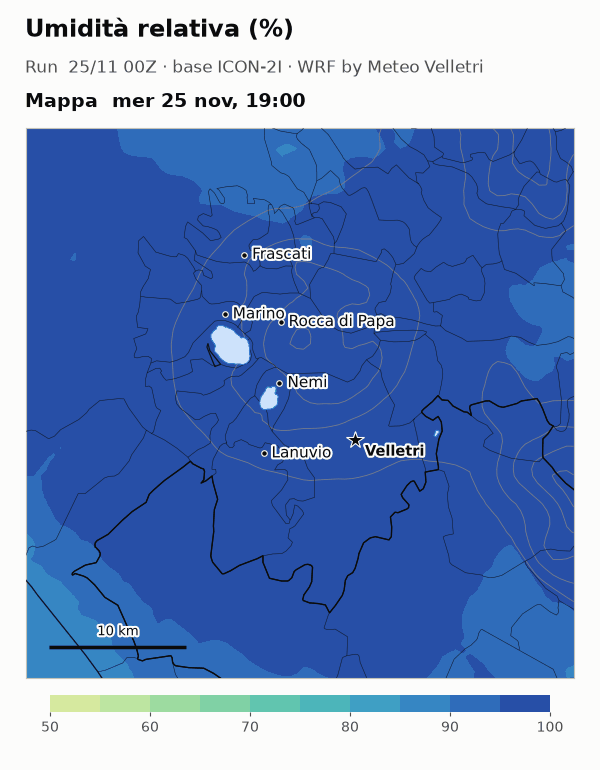 Umidità relativa (%)
Run  25/11 00Z · base ICON-2I · WRF by Meteo Velletri
Mappa  mer 25 nov, 19:00
Frascati
Marino
Rocca di Papa
Nemi
Velletri
Lanuvio
10 km
50 60 70 80 90 100